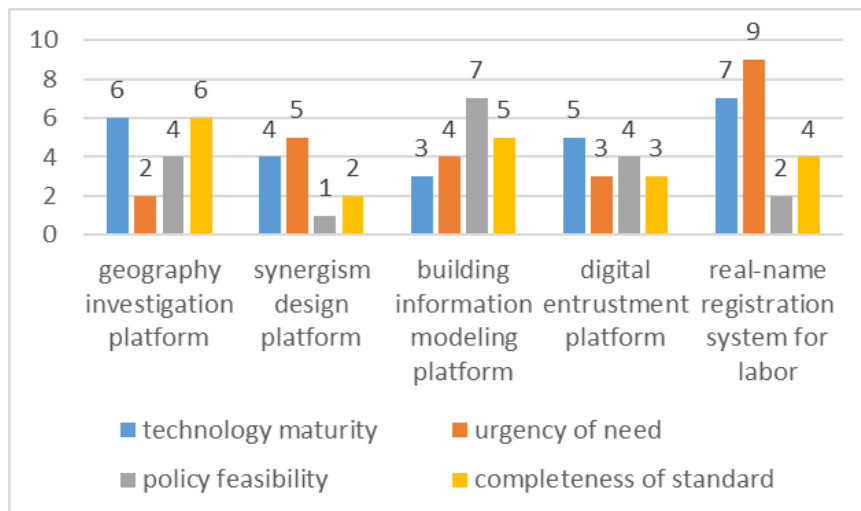 10
8
6
4
2
0
6 2 4 6
4 5 1 2
3 4 7 5
5 3 4 3
7 9 2 4
geography
investigation
platform
synergism
design
platform
building
information
modeling
platform
digital
entrustment
platform
real-name
registration
system for
labor
technology maturity
urgency of need
policy feasibility
completeness of standard